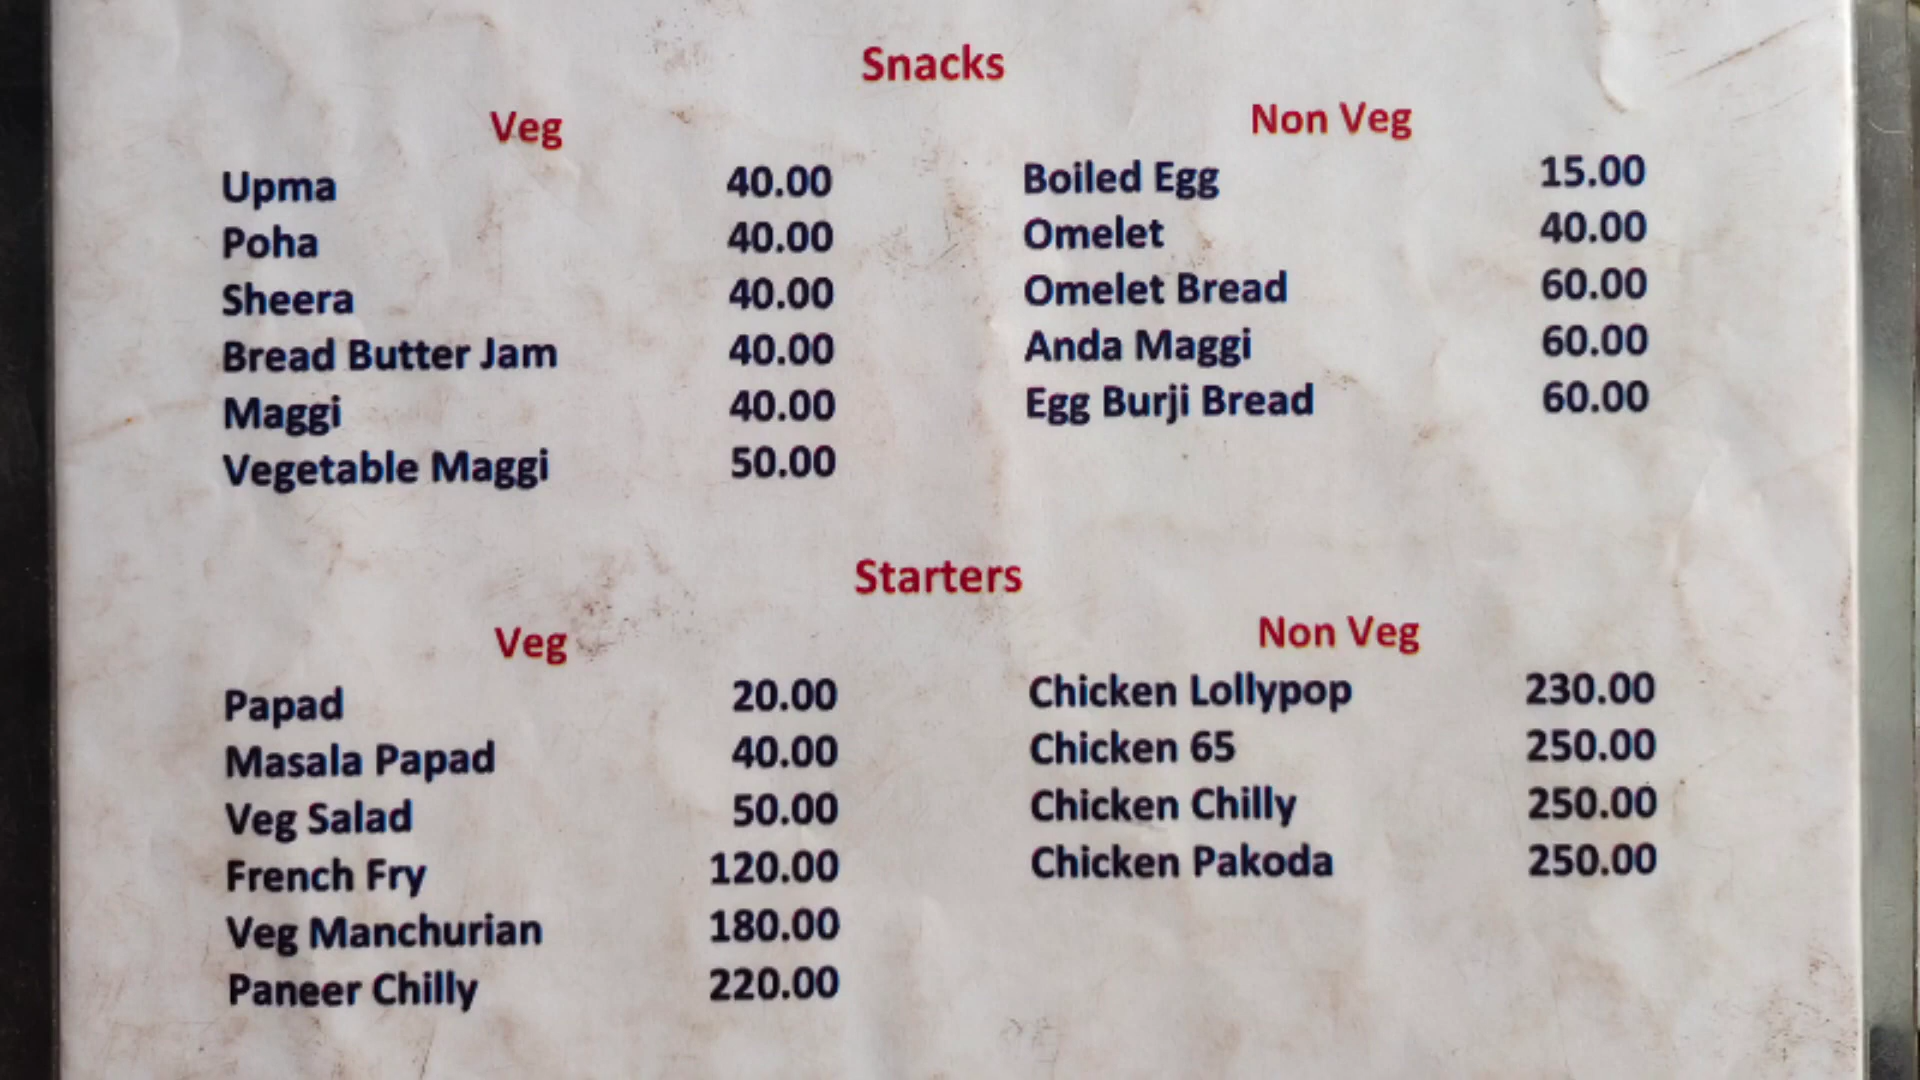 Snacks
Veg
Upma 40.00
Poha 40.00
Sheera 40.00
Bread Butter Jam 40.00
Maggi 40.00
Vegetable Maggi 50.00
Non Veg
Boiled Egg 15.00
Omelet 40.00
Omelet Bread 60.00
Anda Maggi 60.00
Egg Burji Bread 60.00
Starters
Veg
Papad 20.00
Masala Papad 40.00
Veg Salad 50.00
French Fry 120.00
Veg Manchurian 180.00
Paneer Chilly 220.00
Non Veg
Chicken Lollypop 230.00
Chicken 65 250.00
Chicken Chilly 250.00
Chicken Pakoda 250.00